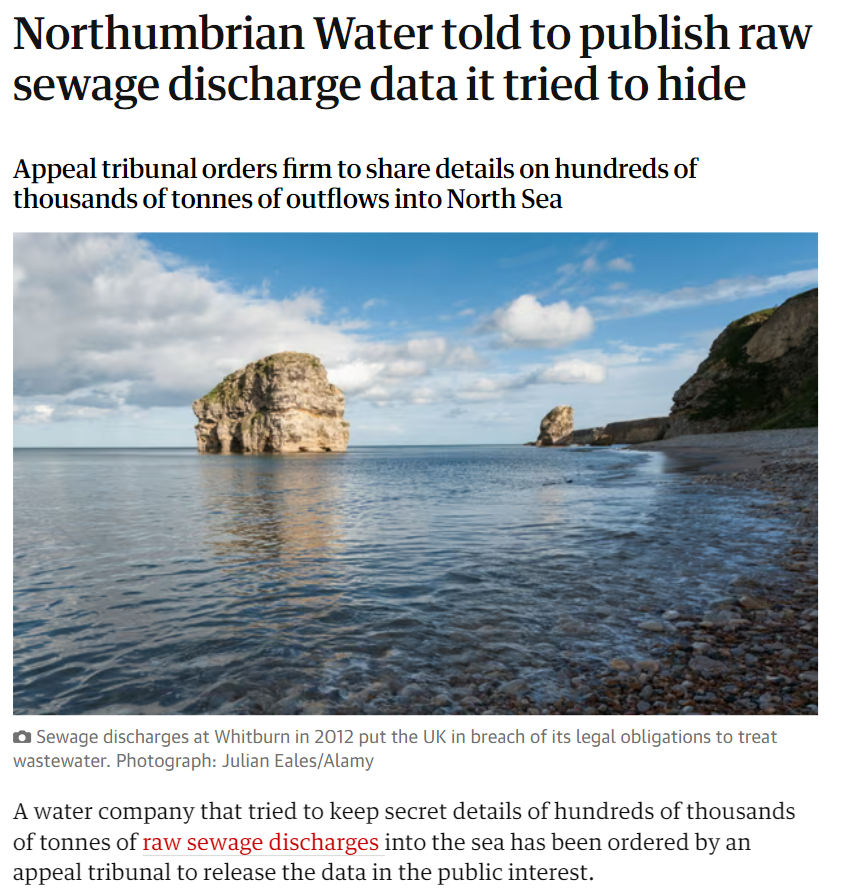 Northumbrian Water told to publish raw
sewage discharge data it tried to hide
Appeal tribunal orders firm to share details on hundreds of
thousands of tonnes of outflows into North Sea
Sewage discharges at Whitburn in 2012 put the UK in breach of its legal obligations to treat
wastewater. Photograph: Julian Eales/Alamy
A water company that tried to keep secret details of hundreds of thousands
of tonnes of raw sewage discharges into the sea has been ordered by an
appeal tribunal to release the data in the public interest.